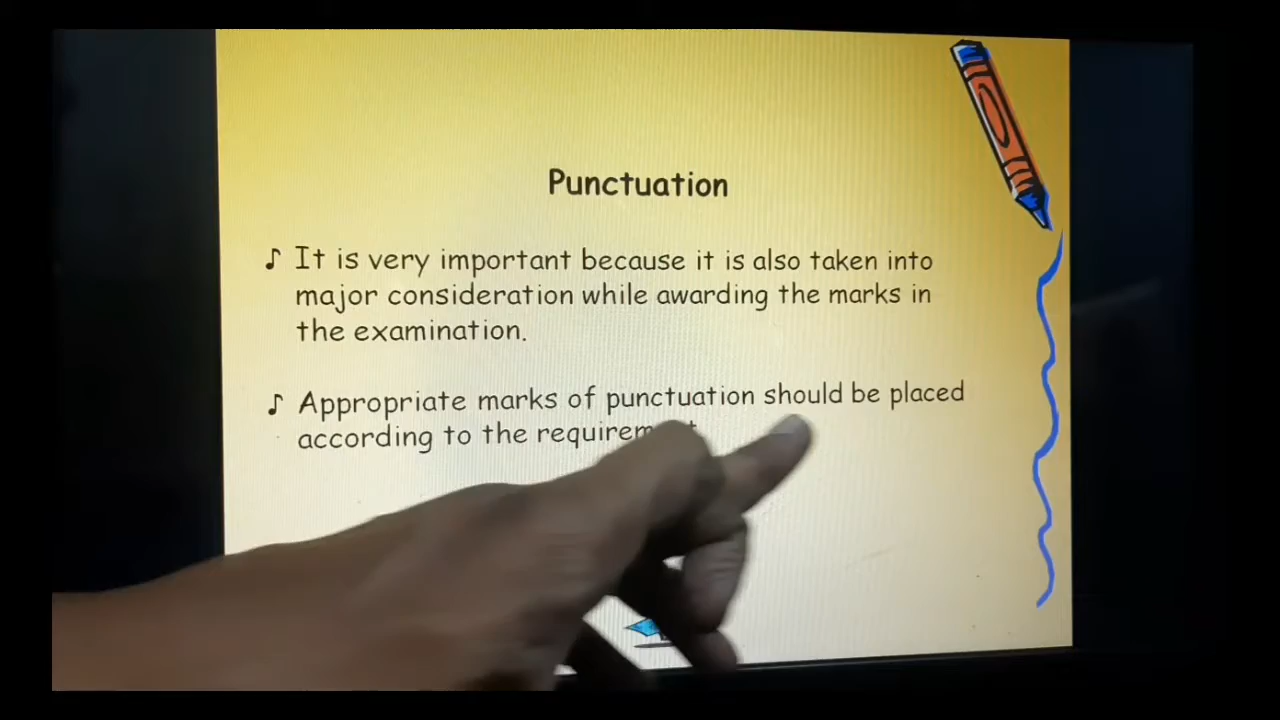 Punctuation
♪ It is very important because it is also taken into
major consideration while awarding the marks in
the examination.
♪ Appropriate marks of punctuation should be placed
according to the requirement